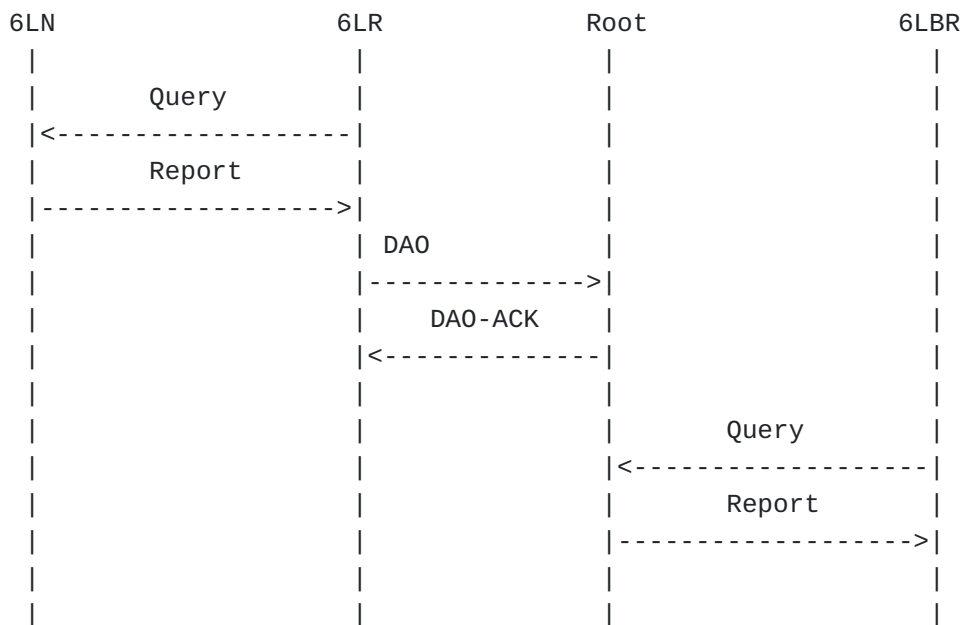 6LN 6LR Root 6LBR
Query
Report
DAO
DAO-ACK
Query
Report